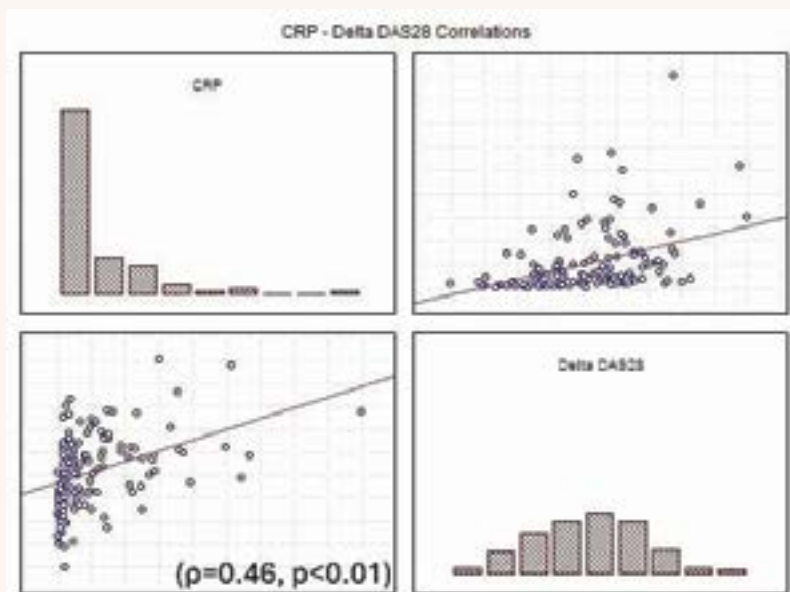 CRP - Delta DAS28 Correlations
CRP
Delta DAS28
(ρ=0.46, p<0.01)